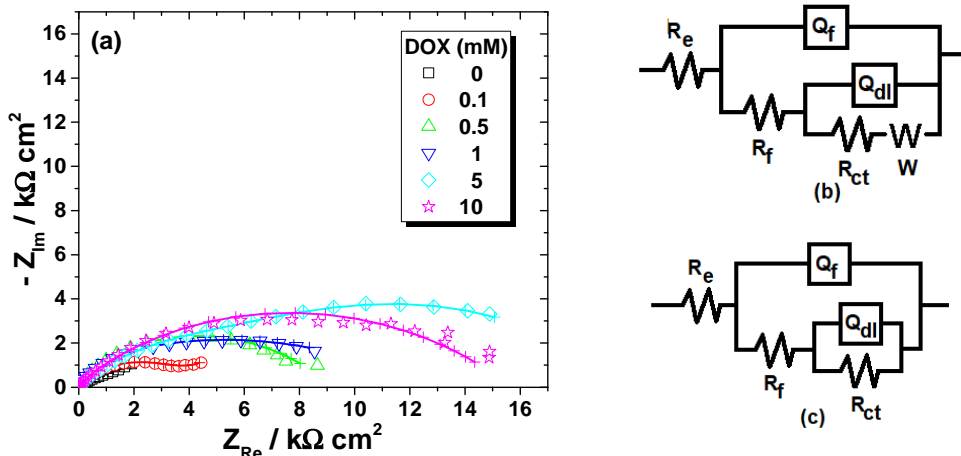 (a)
DOX (mM)
0
0.1
0.5
1
5
10
16
14
12
10
8
6
4
2
0
- Z_Im / kΩ cm²
0 2 4 6 8 10 12 14 16
Z_Re / kΩ cm²
R_e
Q_f
Q_dl
R_f
R_ct
W
W
(b)
R_e
Q_f
Q_dl
R_f
R_ct
(c)